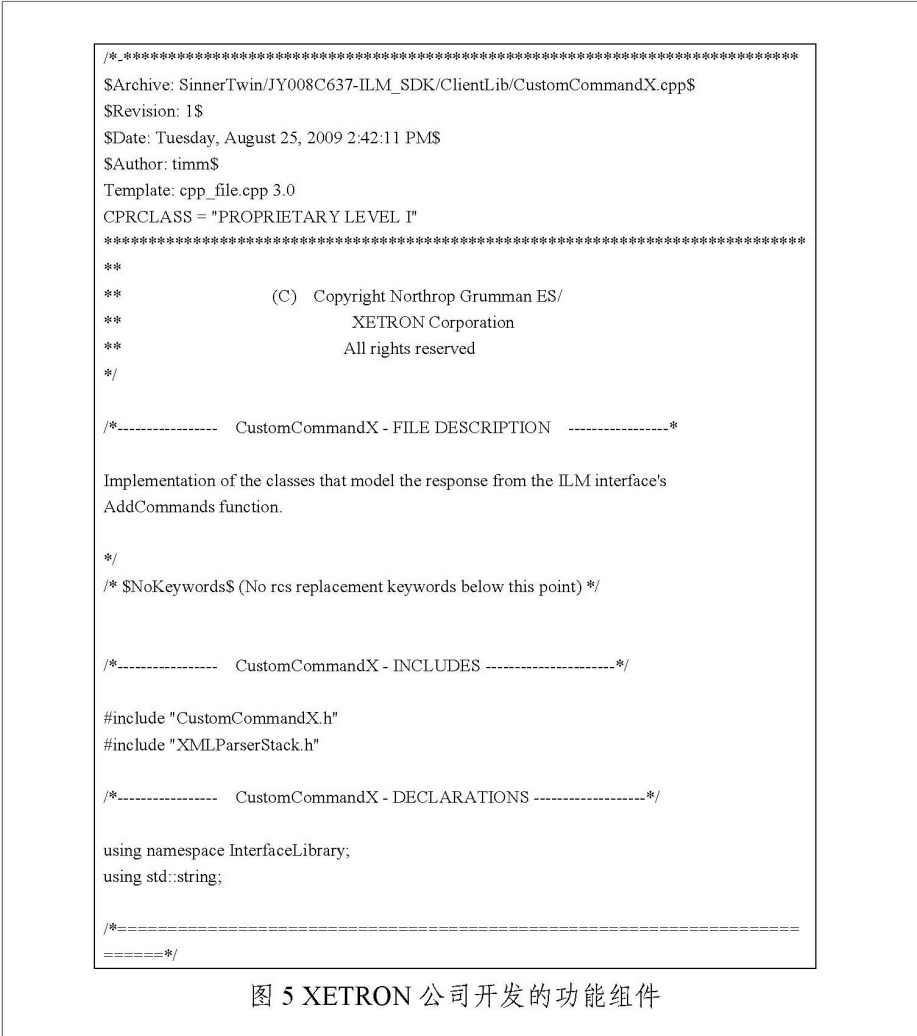 /*-****************************************************************************
$Archive: SinnerTwin/JY008C637-ILM_SDK/ClientLib/CustomCommandX.cpp$
$Revision: 1$
$Date: Tuesday, August 25, 2009 2:42:11 PM$
$Author: timm$
Template: cpp_file.cpp 3.0
CPRCLASS = "PROPRIETARY LEVEL I"
*******************************************************************************
**
** (C) Copyright Northrop Grumman ES/
** XETRON Corporation
** All rights reserved
*/
/*----------------- CustomCommandX - FILE DESCRIPTION -----------------*
Implementation of the classes that model the response from the ILM interface's
AddCommands function.
*/
/* $NoKeywords$ (No rcs replacement keywords below this point) */
/*----------------- CustomCommandX - INCLUDES ----------------------*/
#include "CustomCommandX.h"
#include "XMLParserStack.h"
/*----------------- CustomCommandX - DECLARATIONS -------------------*/
using namespace InterfaceLibrary;
using std::string;
/*====================================================================
======*/
图 5 XETRON 公司开发的功能组件